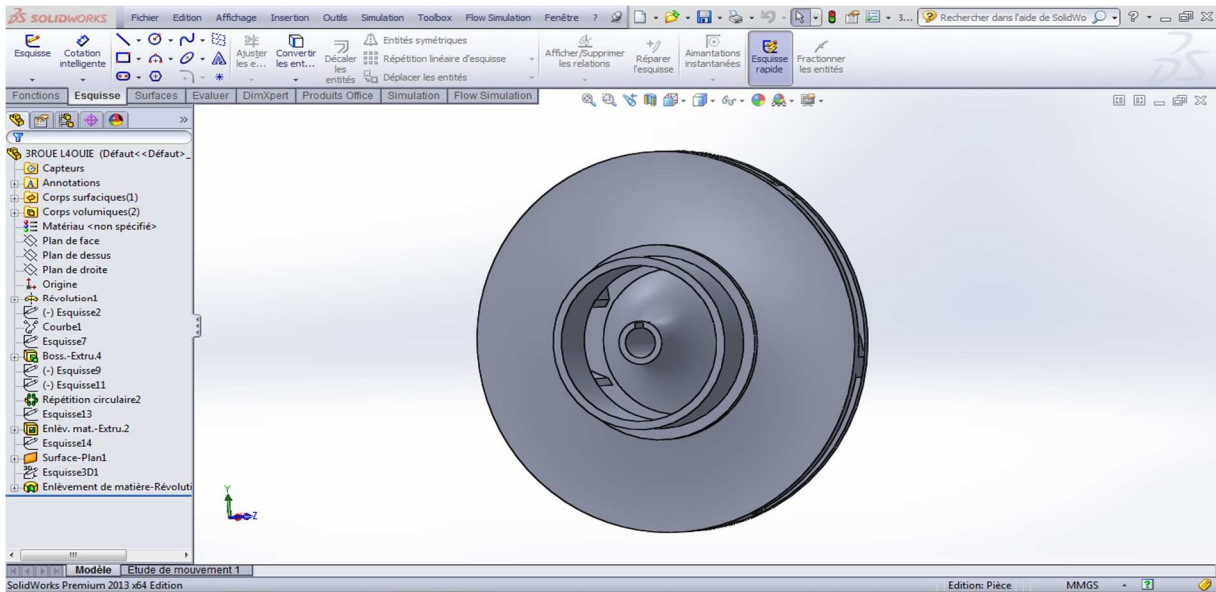 SOLIDWORKS Fichier Edition Affichage Insertion Outils Simulation Toolbox Flow Simulation Fenêtre ? 3... Rechercher dans l'aide de SolidWo ?
Esquisse Cotation intelligente Ajuster les e... Convertir les ent... Décaler les entités Entités symétriques
Répétition linéaire d'esquisse
Déplacer les entités
Afficher/Supprimer les relations Réparer l'esquisse Aimantations instantanées Esquisse rapide Fractionner les entités
Fonctions Esquisse Surfaces Evaluer DimXpert Produits Office Simulation Flow Simulation
3ROUE L4OUIE (Défaut<<Défaut>_
Capteurs
Annotations
Corps surfaciques(1)
Corps volumiques(2)
Matériau <non spécifié>
Plan de face
Plan de dessus
Plan de droite
Origine
Révolution1
(-) Esquisse2
Courbe1
Esquisse7
Boss.-Extru.4
(-) Esquisse9
(-) Esquisse11
Répétition circulaire2
Esquisse13
Enlèv. mat.-Extru.2
Esquisse14
Surface-Plan1
Esquisse3D1
Enlèvement de matière-Révoluti
Y
Z
Modèle Etude de mouvement 1
SolidWorks Premium 2013 x64 Edition Edition: Pièce MMGS